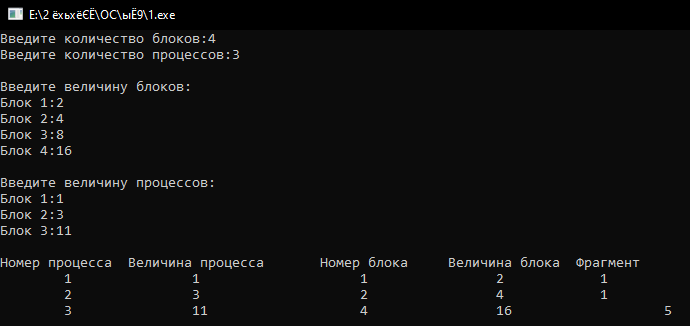 E:\2 ёхьхёЄЁ\ОС\ыЁ9\1.exe
Введите количество блоков:4
Введите количество процессов:3
Введите величину блоков:
Блок 1:2
Блок 2:4
Блок 3:8
Блок 4:16
Введите величину процессов:
Блок 1:1
Блок 2:3
Блок 3:11
Номер процесса Величина процесса Номер блока Величина блока Фрагмент
1 1 1 2 1
2 3 2 4 1
3 11 4 16 5